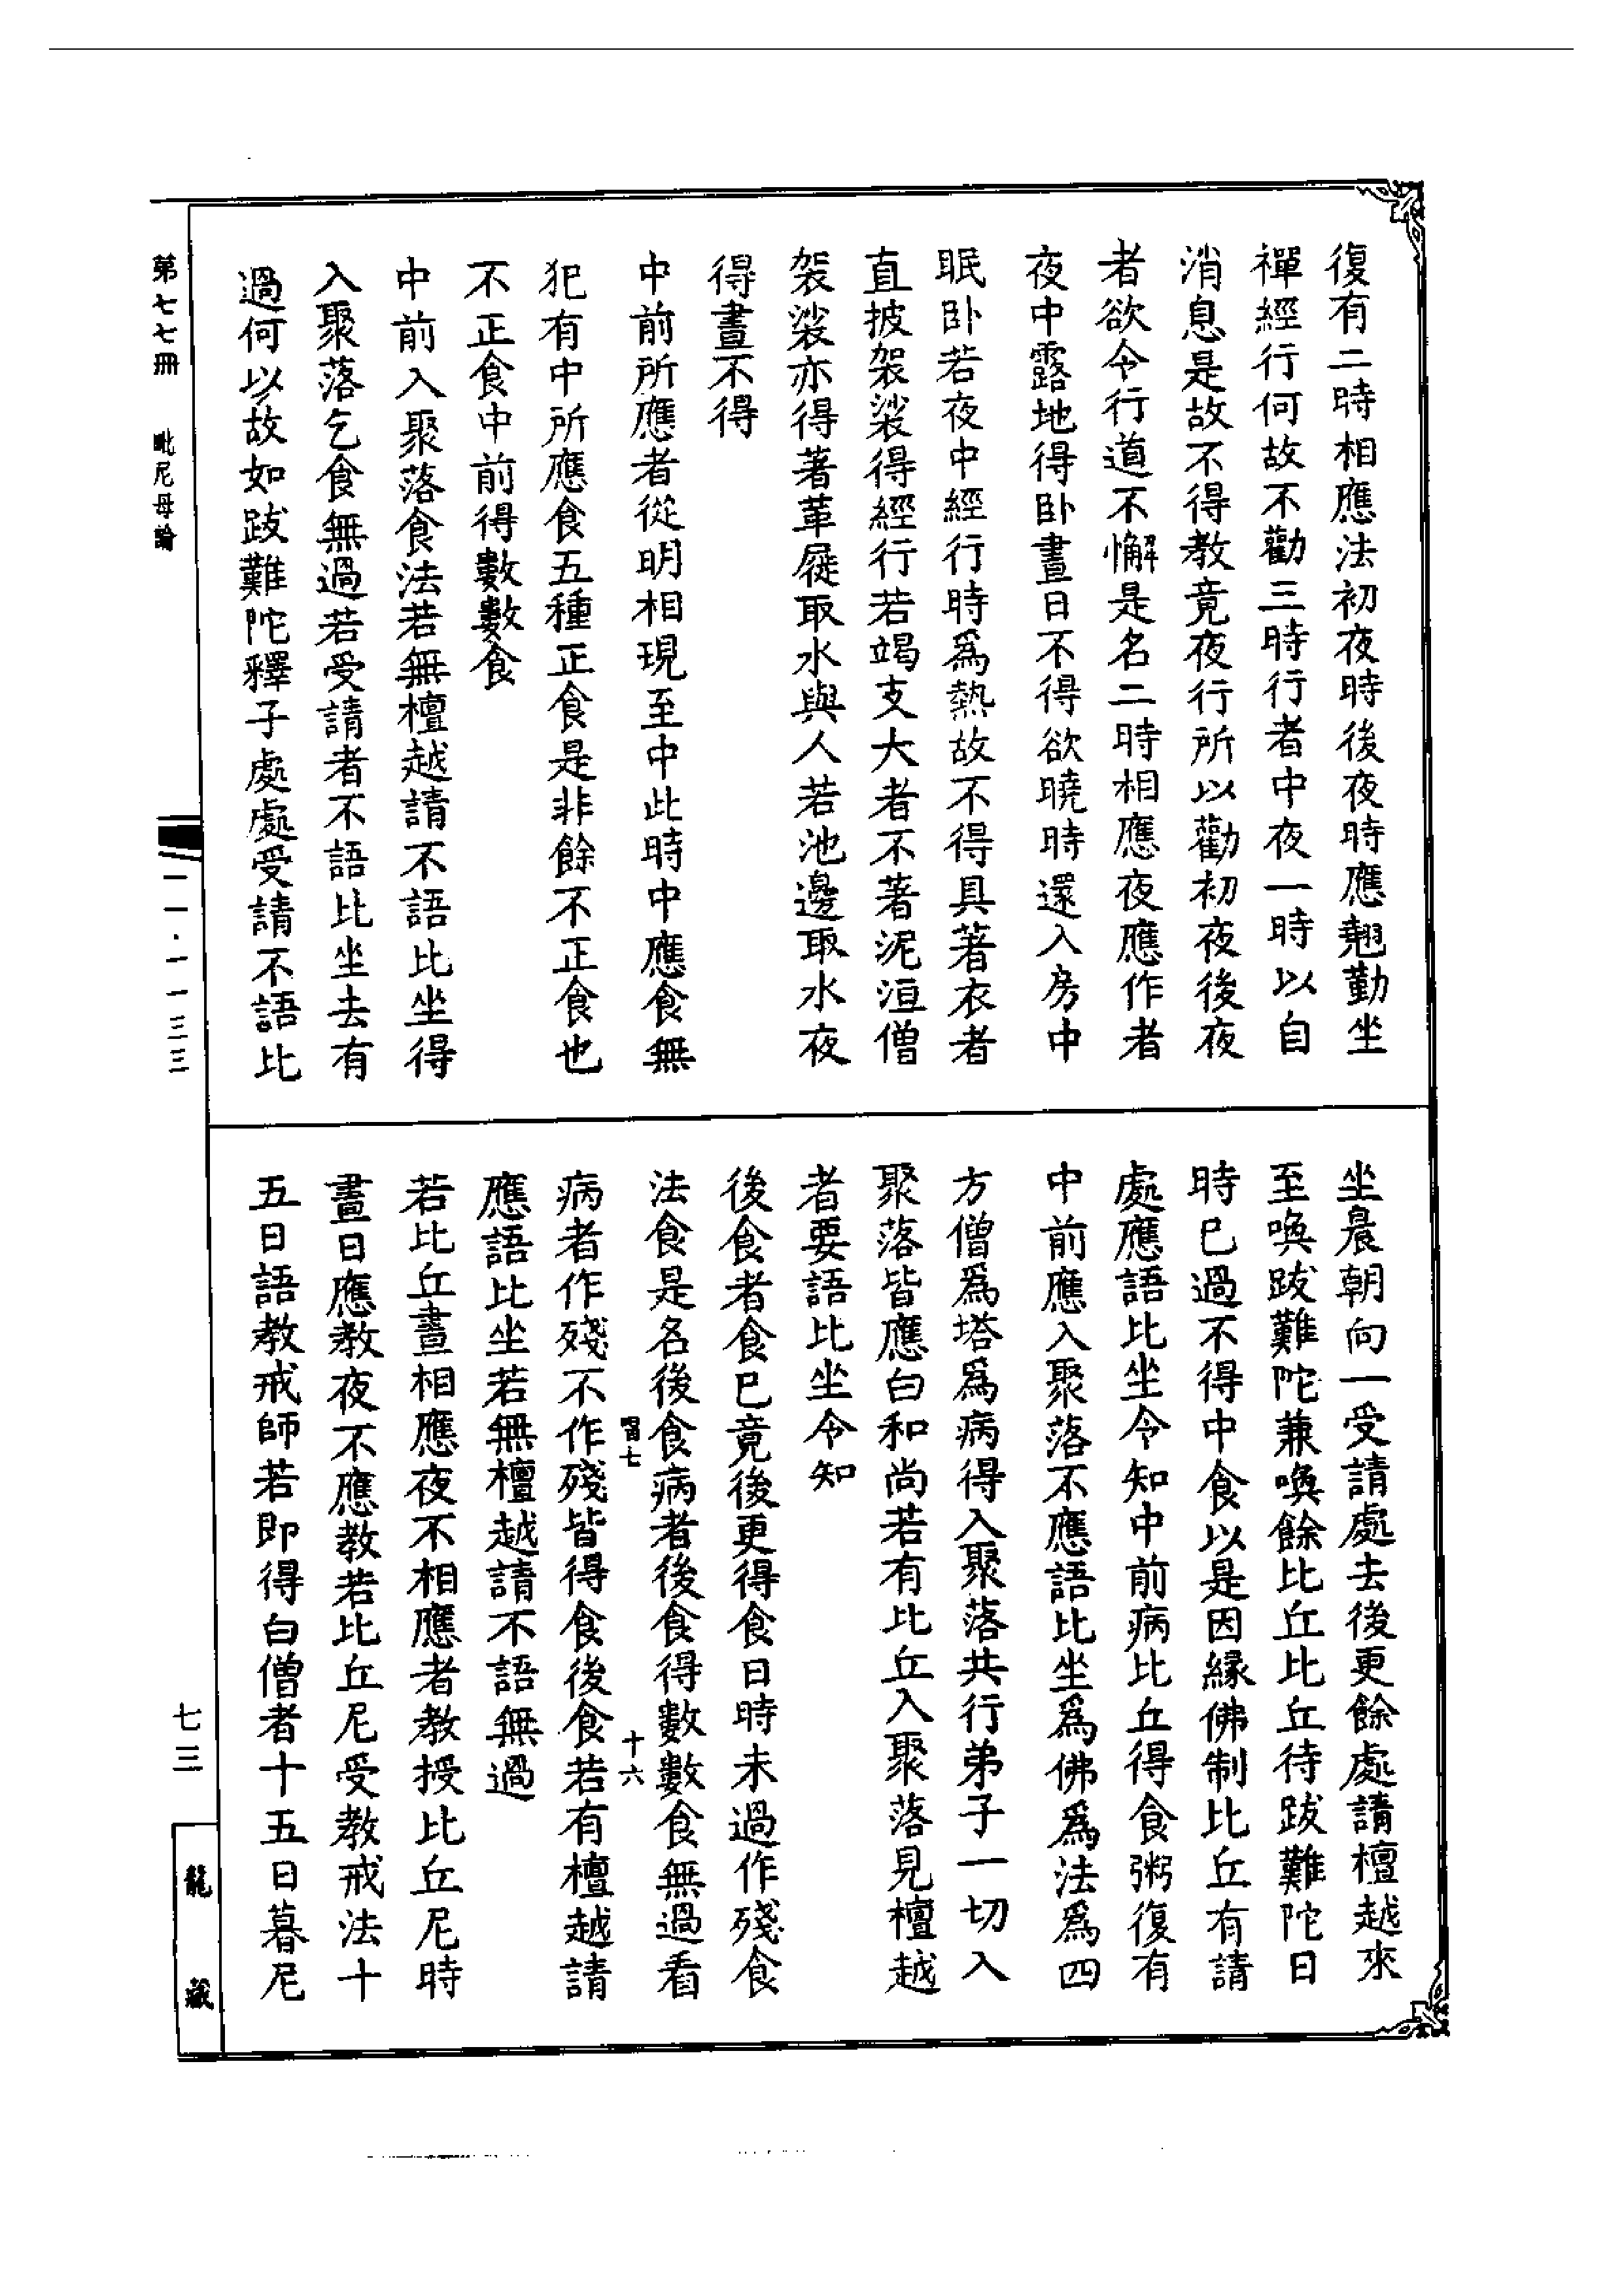 復有二時相應法初夜時後夜時應翹勤坐
禪經行何故不勸三時行者中夜一時以自
消息是故不得教竟夜行所以勸初夜後夜
者欲令行道不懈是名二時相應夜應作者
夜中露地得卧晝日不得欲曉時還入房中
眠卧若夜中經行時爲熱故不得具著衣者
直披袈裟得經行若竭支大者不著泥洹僧
袈裟亦得著革屣取水與人若池邊取水夜
得晝不得
中前所應者從明相現至中此時中應食無
犯有中所應食五種正食是非餘不正食也
不正食中前得數數食
中前入聚落食法若無檀越請不語比坐得
入聚落乞食無過若受請者不語比坐去有
過何以故如跋難陀釋子處處受請不語比
坐晨朝向一受請處去後更餘處請檀越來
至喚跋難陀兼喚餘比丘比丘待跋難陀日
時已過不得中食以是因緣佛制比丘有請
處應語比坐令知中前病比丘得食粥復有
中前應入聚落不應語比坐爲佛爲法爲四
方僧爲塔爲病得入聚落共行弟子一切入
聚落皆應白和尚若有比丘入聚落見檀越
者要語比坐令知
後食者食已竟後更得食日時未過作殘食
法食是名後食病者後食得數數食無過看
病者作殘不作殘皆得食後食若有檀越請
應語比坐若無檀越請不語無過
若比丘晝相應夜不相應者教授比丘尼時
晝日應教夜不應教若比丘尼受教戒法十
五日語教戒師若即得白僧者十五日暮尼
十六
第七七冊 毗尼母論
一一·一一三三
七三
龍藏